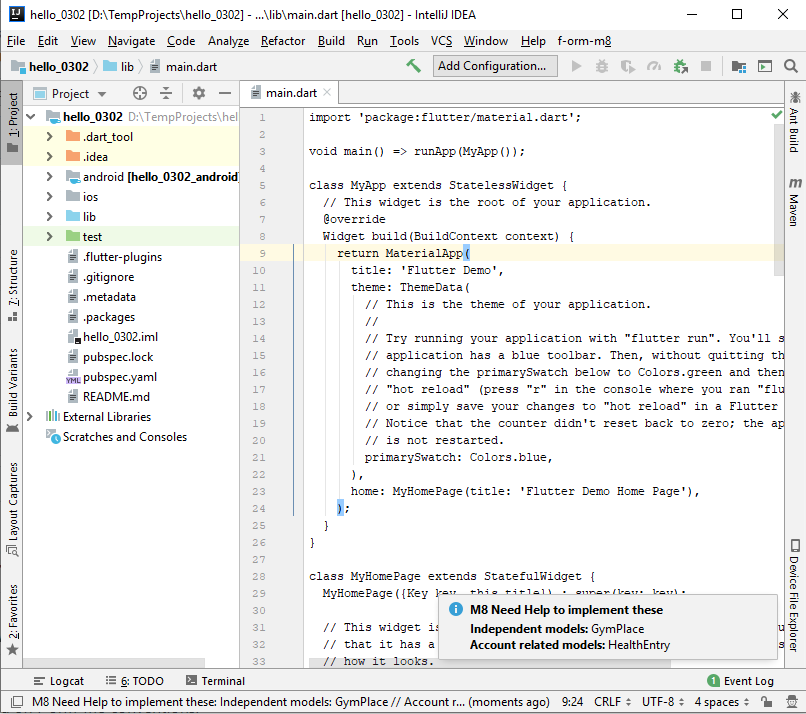 hello_0302 [D:\TempProjects\hello_0302] - ...\lib\main.dart [hello_0302] - IntelliJ IDEA
File Edit View Navigate Code Analyze Refactor Build Run Tools VCS Window Help f-orm-m8
hello_0302 lib main.dart Add Configuration...
1: Project
7: Structure
Build Variants
Layout Captures
2: Favorites
Project
hello_0302 D:\TempProjects\hel
.dart_tool
.idea
android [hello_0302_android]
ios
lib
test
.flutter-plugins
.gitignore
.metadata
.packages
hello_0302.iml
pubspec.lock
YML pubspec.yaml
README.md
External Libraries
Scratches and Consoles
main.dart
1 import 'package:flutter/material.dart';
2
3 void main() => runApp(MyApp());
4
5 class MyApp extends StatelessWidget {
6 // This widget is the root of your application.
7 @override
8 Widget build(BuildContext context) {
9 return MaterialApp(
10 title: 'Flutter Demo',
11 theme: ThemeData(
12 // This is the theme of your application.
13 //
14 // Try running your application with "flutter run". You'll s
15 // application has a blue toolbar. Then, without quitting th
16 // changing the primarySwatch below to Colors.green and then
17 // "hot reload" (press "r" in the console where you ran "flu
18 // or simply save your changes to "hot reload" in a Flutter
19 // Notice that the counter didn't reset back to zero; the ap
20 // is not restarted.
21 primarySwatch: Colors.blue,
22 ),
23 home: MyHomePage(title: 'Flutter Demo Home Page'),
24 );
25 }
26 }
27
28 class MyHomePage extends StatefulWidget {
29 MyHomePage({Key key, this.title}) : super(key: key);
30
31 // This widget is
32 // that it has a
33 // how it looks.
M8 Need Help to implement these
Independent models: GymPlace
Account related models: HealthEntry
Ant Build
m Maven
Device File Explorer
Logcat 6: TODO Terminal 1 Event Log
M8 Need Help to implement these: Independent models: GymPlace // Account r... (moments ago) 9:24 CRLF UTF-8 4 spaces